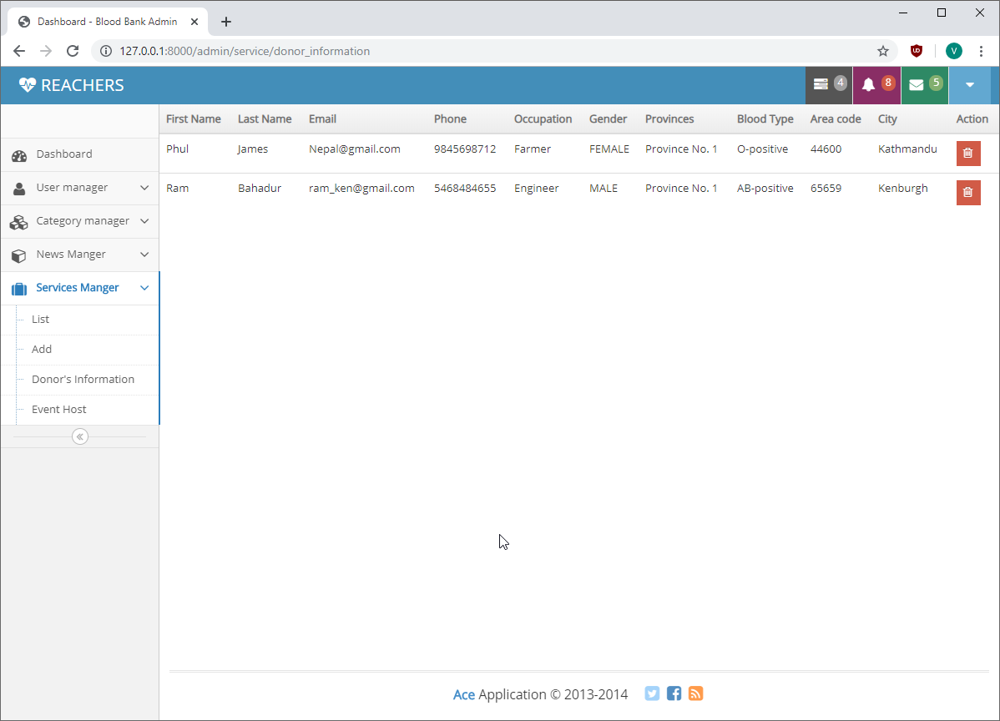 Dashboard - Blood Bank Admin
127.0.0.1:8000/admin/service/donor_information
V
REACHERS
4
8
5
First Name Last Name Email Phone Occupation Gender Provinces Blood Type Area code City Action
Phul James Nepal@gmail.com 9845698712 Farmer FEMALE Province No. 1 O-positive 44600 Kathmandu
Ram Bahadur ram_ken@gmail.com 5468484655 Engineer MALE Province No. 1 AB-positive 65659 Kenburgh
Dashboard
User manager
Category manager
News Manger
Services Manger
List
Add
Donor's Information
Event Host
Ace Application © 2013-2014